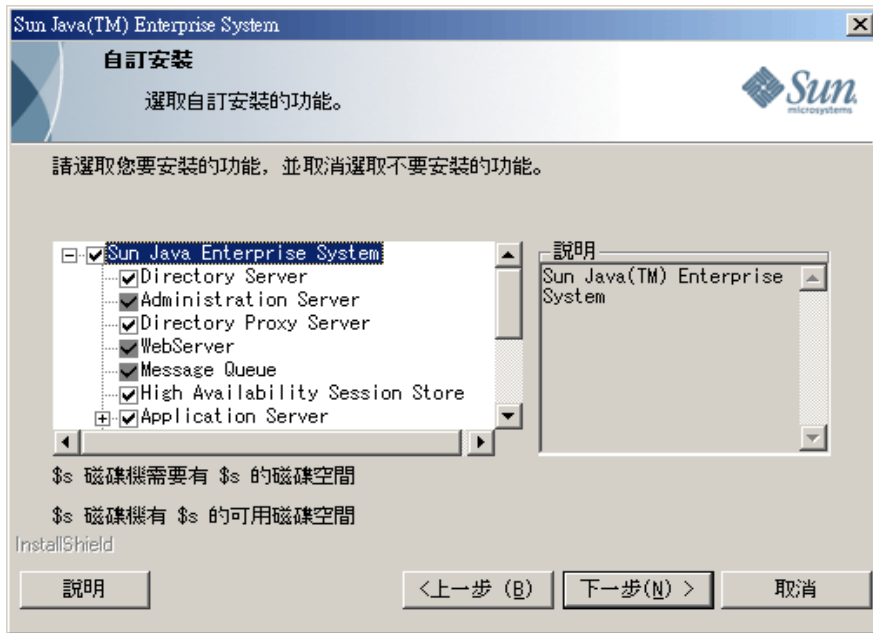 Sun Java(TM) Enterprise System
自訂安裝
選取自訂安裝的功能。
Sun
microsystems
請選取您要安裝的功能，並取消選取不要安裝的功能。
Sun Java Enterprise System
Directory Server
Administration Server
Directory Proxy Server
WebServer
Message Queue
High Availability Session Store
Application Server
說明
Sun Java(TM) Enterprise
System
$s 磁碟機需要有 $s 的磁碟空間
$s 磁碟機有 $s 的可用磁碟空間
InstallShield
說明
<上一步 (B)
下一步(N) >
取消